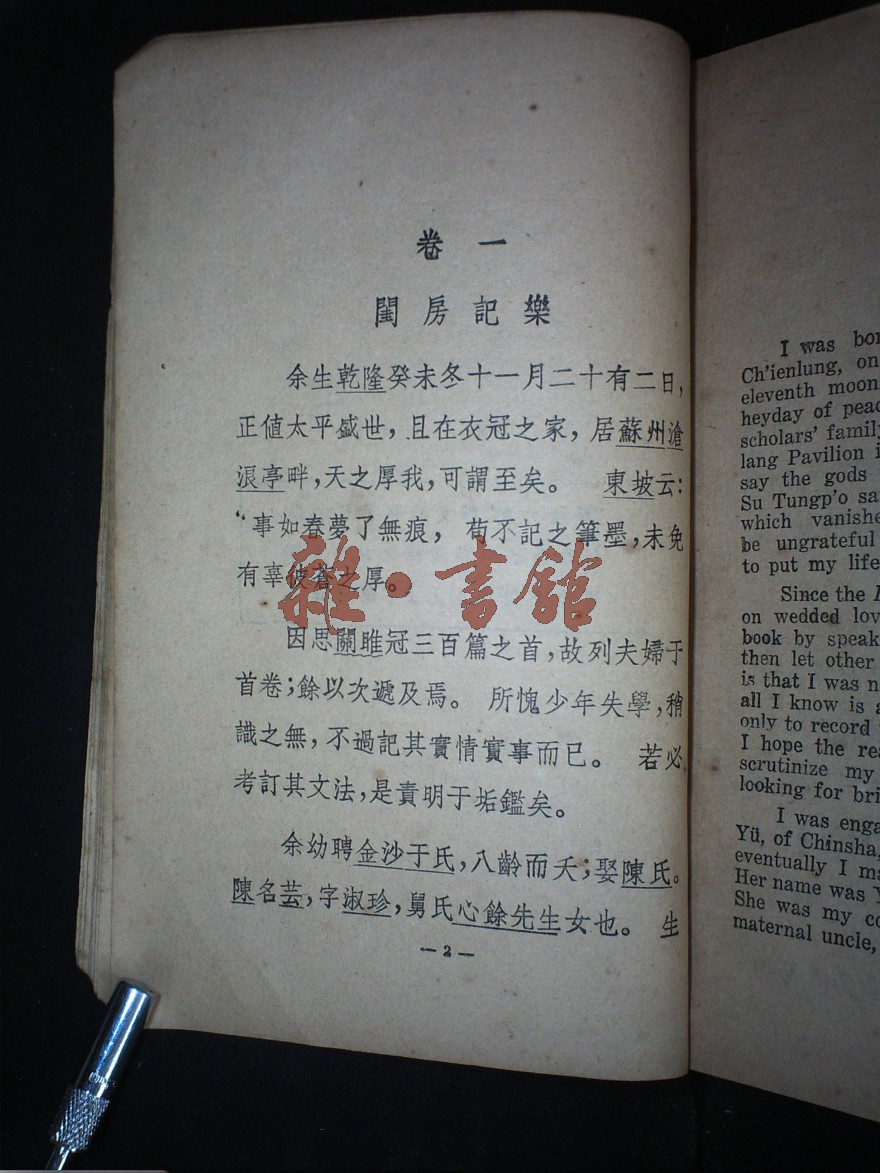 卷一
閨房記樂
余生乾隆癸未冬十一月二十有二日,
正値太平盛世,且在衣冠之家,居蘇州滄
浪亭畔,天之厚我,可謂至矣。 東坡云:
“事如春夢了無痕, 苟不記之筆墨,未免
有辜彼蒼之厚。
因思關雎冠三百篇之首,故列夫婦于
首卷;餘以次遞及焉。 所愧少年失學,稍
識之無,不過記其實情實事而已。 若必
考訂其文法,是責明于垢鑑矣。
余幼聘金沙于氏,八齡而夭;娶陳氏。
陳名芸,字淑珍,舅氏心餘先生女也。 生
—2—
雜·書館
I was bor
Ch'ienlung, on
eleventh moon
heyday of peac
scholars' family
lang Pavilion i
say the gods
Su Tungp'o sa
which vanishe
be ungrateful
to put my life
Since the
on wedded lov
book by speak
then let other
is that I was n
all I know is a
only to record
I hope the rea
scrutinize my
looking for bri
I was enga
Yü, of Chinsha,
eventually I ma
Her name was Y
She was my co
maternal uncle,